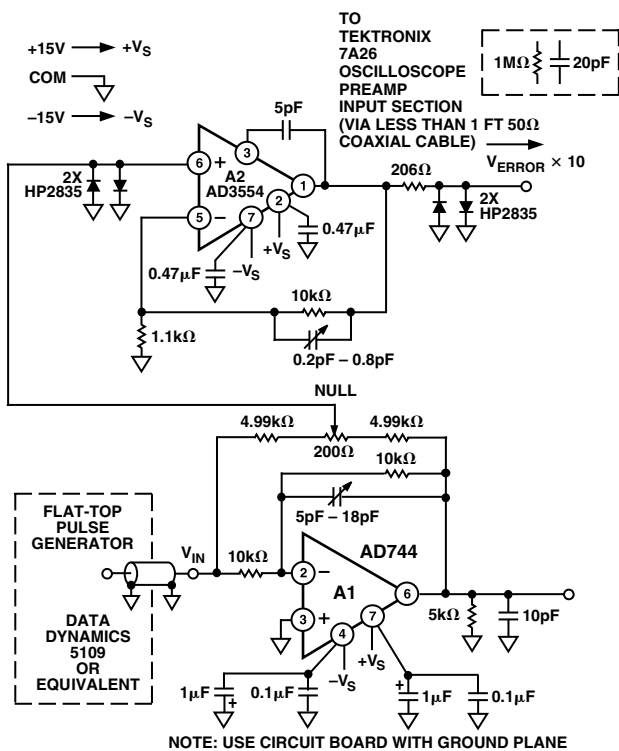 +15V +VS
COM
–15V –VS
TO
TEKTRONIX
7A26
OSCILLOSCOPE
PREAMP
INPUT SECTION
(VIA LESS THAN 1 FT 50Ω
COAXIAL CABLE)
1MΩ 20pF
VERROR × 10
5pF
3
6 +
A2
AD3554
1
2
5 –
7
2X
HP2835
206Ω
2X
HP2835
0.47μF
+VS
–VS
0.47μF
10kΩ
1.1kΩ
0.2pF – 0.8pF
NULL
4.99kΩ 4.99kΩ
200Ω
10kΩ
5pF – 18pF
FLAT-TOP
PULSE
GENERATOR
VIN
10kΩ
AD744
2 –
A1
6
3 +
7
4
DATA
DYNAMICS
5109
OR
EQUIVALENT
5kΩ 10pF
+VS
–VS
1μF + 0.1μF
+ 1μF 0.1μF
NOTE: USE CIRCUIT BOARD WITH GROUND PLANE